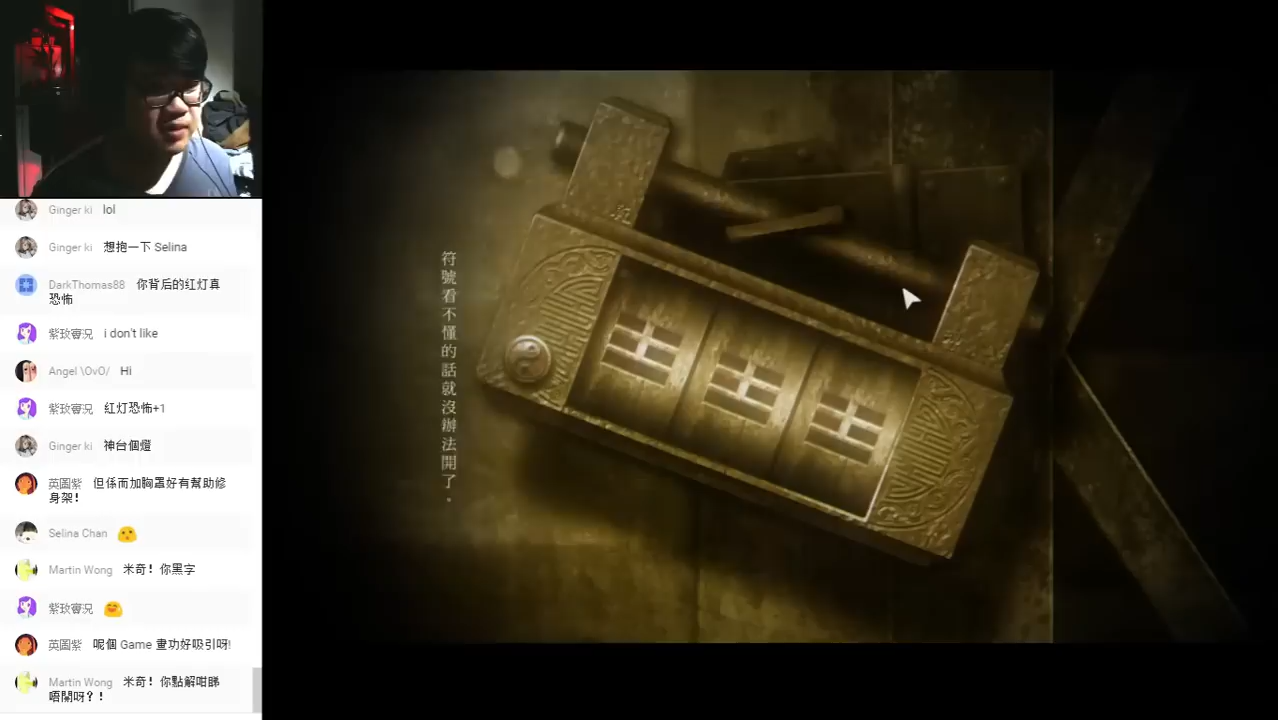 Ginger ki lol
Ginger ki 想抱一下 Selina
DarkThomas88 你背后的红灯真
恐怖
紫玫睿況 i don't like
Angel \OvO/ Hi
紫玫睿況 红灯恐怖+1
Ginger ki 神台個燈
英圖紫 但係而加胸罩好有幫助修
身架!
Selina Chan
Martin Wong 米奇! 你黑字
紫玫睿況
英圖紫 呢個 Game 畫功好吸引呀!
Martin Wong 米奇! 你點解咁睇
唔開呀? !
符號看不懂的話就沒辦法開了。